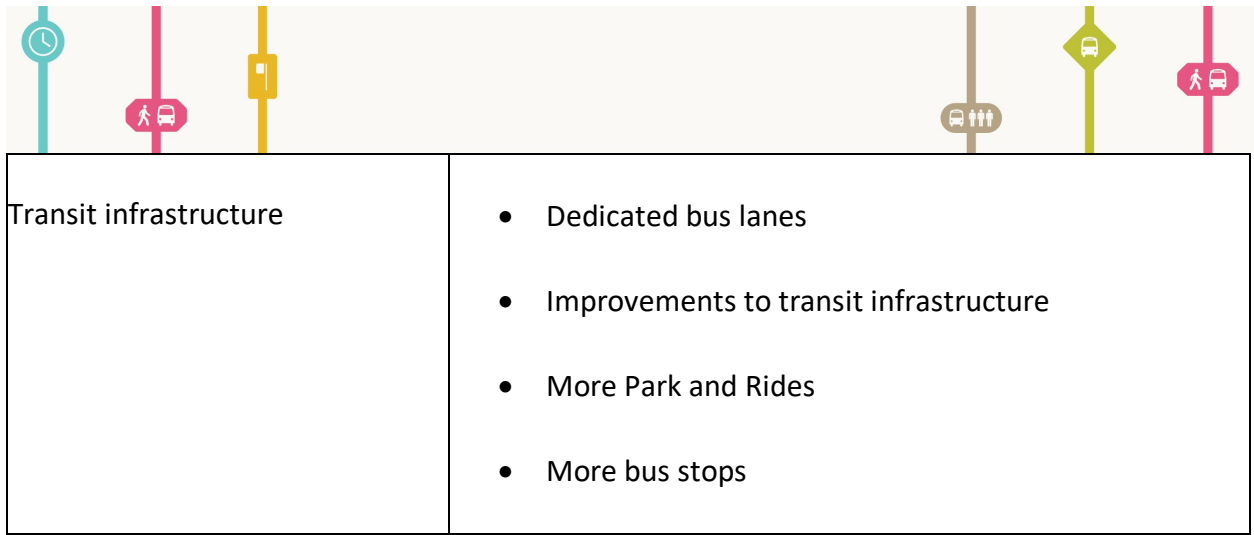 Transit infrastructure
• Dedicated bus lanes
• Improvements to transit infrastructure
• More Park and Rides
• More bus stops